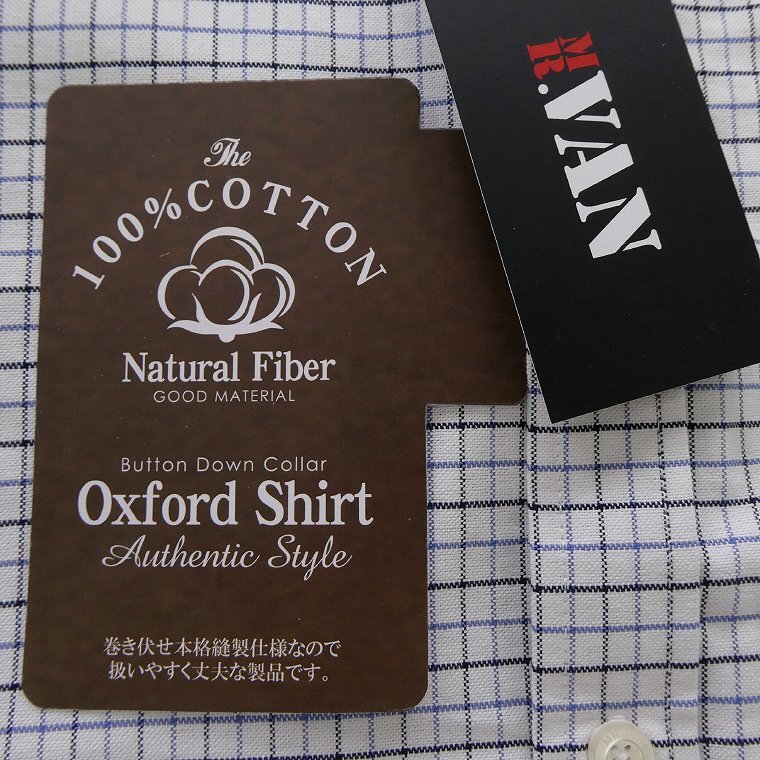 The
100%COTTON
Natural Fiber
GOOD MATERIAL
Button Down Collar
Oxford Shirt
Authentic Style
巻き伏せ本格縫製仕様なので
扱いやすく丈夫な製品です。
MR.VAN